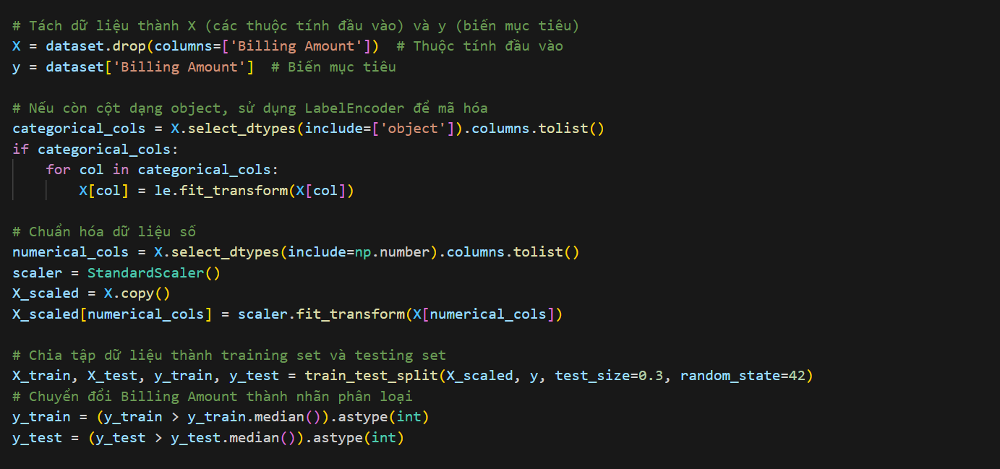 # Tách dữ liệu thành X (các thuộc tính đầu vào) và y (biến mục tiêu)
X = dataset.drop(columns=['Billing Amount'])  # Thuộc tính đầu vào
y = dataset['Billing Amount']  # Biến mục tiêu

# Nếu còn cột dạng object, sử dụng LabelEncoder để mã hóa
categorical_cols = X.select_dtypes(include=['object']).columns.tolist()
if categorical_cols:
    for col in categorical_cols:
        X[col] = le.fit_transform(X[col])

# Chuẩn hóa dữ liệu số
numerical_cols = X.select_dtypes(include=np.number).columns.tolist()
scaler = StandardScaler()
X_scaled = X.copy()
X_scaled[numerical_cols] = scaler.fit_transform(X[numerical_cols])

# Chia tập dữ liệu thành training set và testing set
X_train, X_test, y_train, y_test = train_test_split(X_scaled, y, test_size=0.3, random_state=42)
# Chuyển đổi Billing Amount thành nhãn phân loại
y_train = (y_train > y_train.median()).astype(int)
y_test = (y_test > y_test.median()).astype(int)